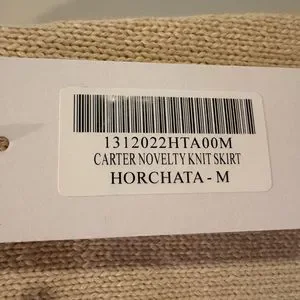 1312022HTA00M
CARTER NOVELTY KNIT SKIRT
HORCHATA - M